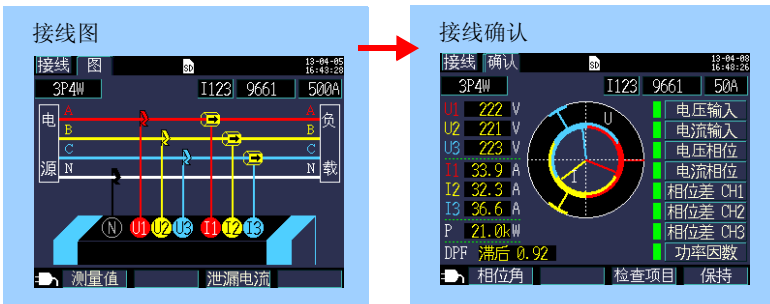 接线图
接线 图 SD 13-04-05
16:43:28
3P4W I123 9661 500A
电源 负载
A
B
C
N N
A
B
C
N U1 U2 U3 I1 I2 I3
测量值 泄漏电流
接线确认
接线 确认 SD 13-04-08
16:48:26
3P4W I123 9661 50A
U1 222 V 电压输入
U2 221 V 电流输入
U3 223 V 电压相位
I1 33.9 A 电流相位
I2 32.3 A 相位差 CH1
I3 36.6 A 相位差 CH2
P 21.0kW 相位差 CH3
DPF 滞后 0.92 功率因数
U
I
相位角 检查项目 保持